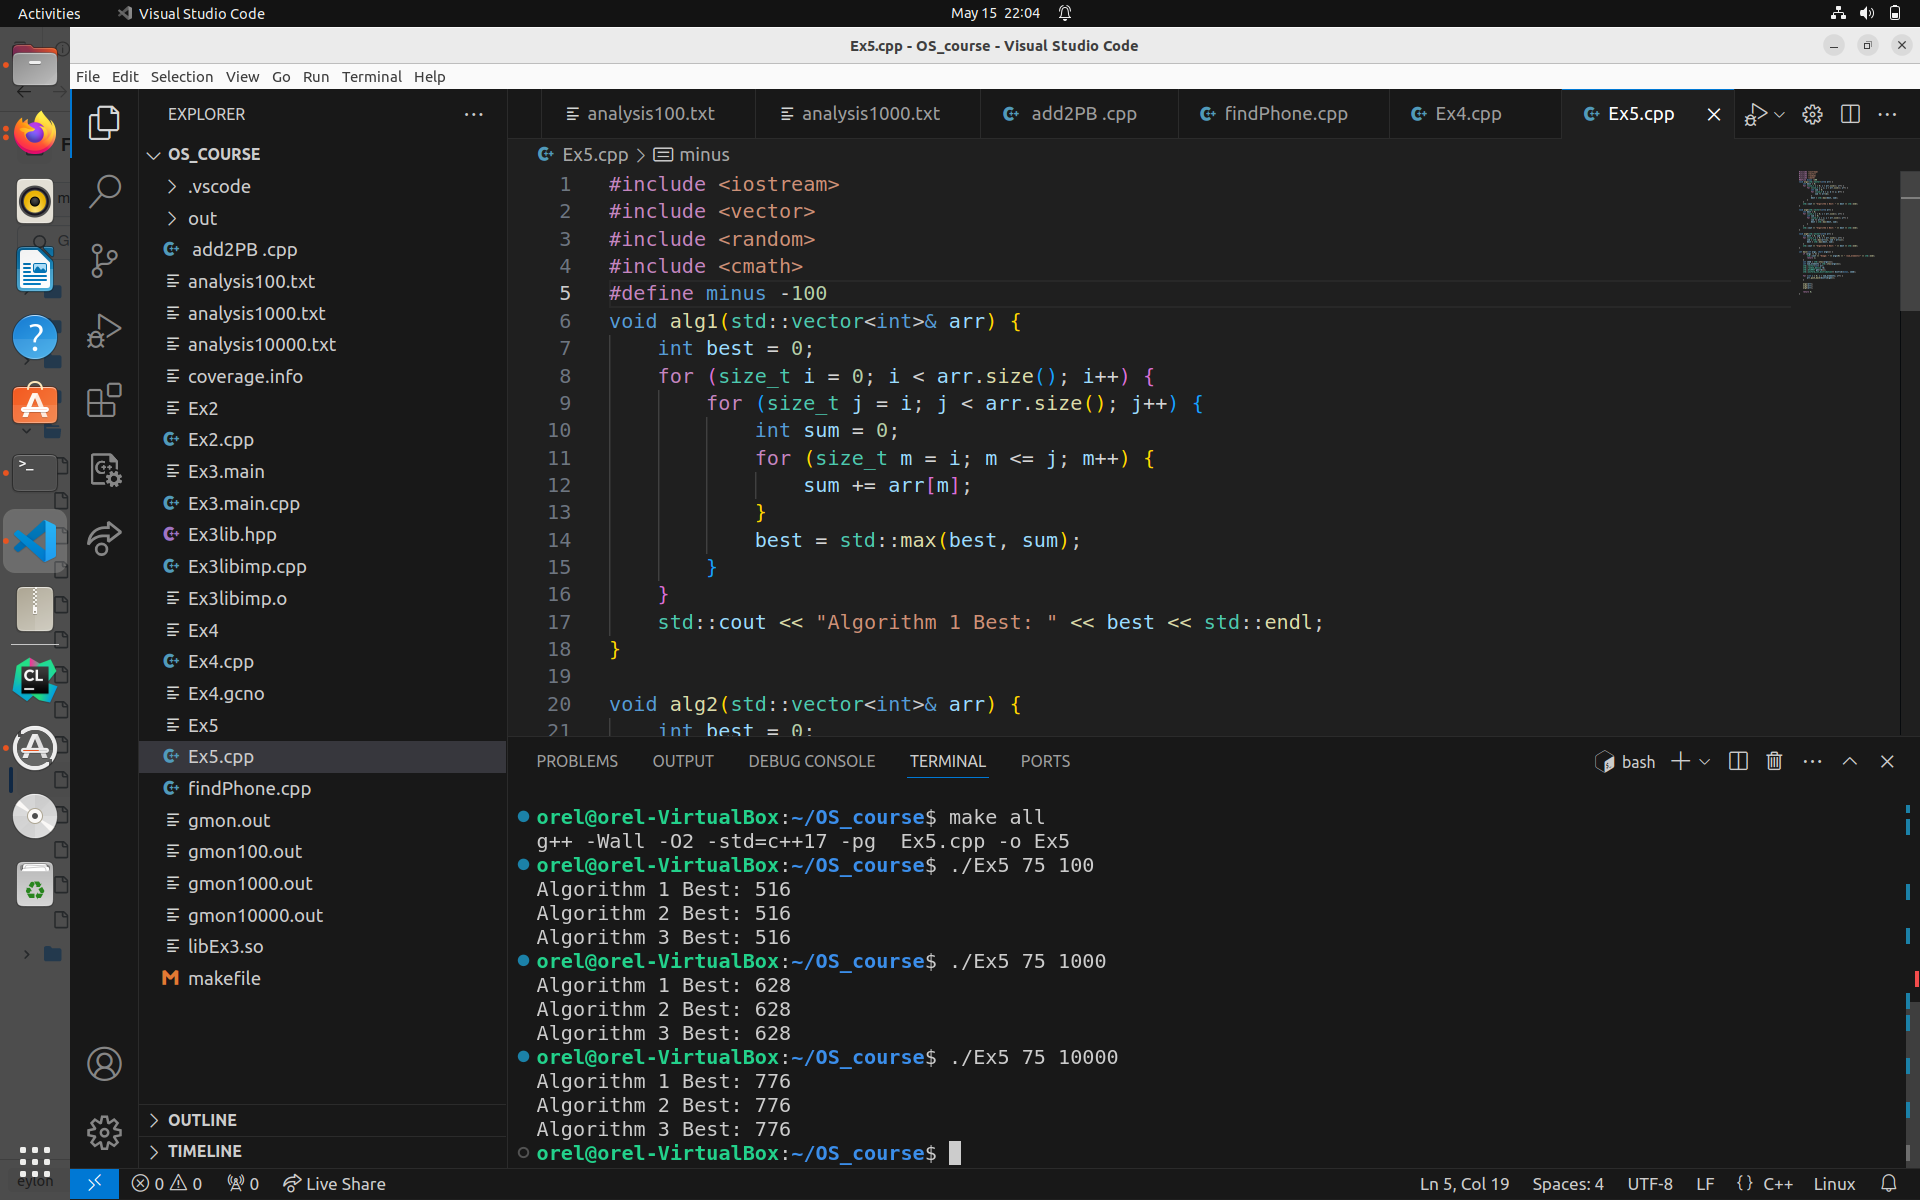 Activities
Visual Studio Code
May 15 22:04
Ex5.cpp - OS_course - Visual Studio Code
File Edit Selection View Go Run Terminal Help
EXPLORER
OS_COURSE
.vscode
out
add2PB .cpp
analysis100.txt
analysis1000.txt
analysis10000.txt
coverage.info
Ex2
Ex2.cpp
Ex3.main
Ex3.main.cpp
Ex3lib.hpp
Ex3libimp.cpp
Ex3libimp.o
Ex4
Ex4.cpp
Ex4.gcno
Ex5
Ex5.cpp
findPhone.cpp
gmon.out
gmon100.out
gmon1000.out
gmon10000.out
libEx3.so
makefile
OUTLINE
TIMELINE
analysis100.txt
analysis1000.txt
add2PB .cpp
findPhone.cpp
Ex4.cpp
Ex5.cpp
Ex5.cpp > minus
1 #include <iostream>
2 #include <vector>
3 #include <random>
4 #include <cmath>
5 #define minus -100
6 void alg1(std::vector<int>& arr) {
7 int best = 0;
8 for (size_t i = 0; i < arr.size(); i++) {
9 for (size_t j = i; j < arr.size(); j++) {
10 int sum = 0;
11 for (size_t m = i; m <= j; m++) {
12 sum += arr[m];
13 }
14 best = std::max(best, sum);
15 }
16 }
17 std::cout << "Algorithm 1 Best: " << best << std::endl;
18 }
19
20 void alg2(std::vector<int>& arr) {
21 int best = 0;
PROBLEMS OUTPUT DEBUG CONSOLE TERMINAL PORTS
bash
orel@orel-VirtualBox:~/OS_course$ make all
g++ -Wall -O2 -std=c++17 -pg  Ex5.cpp -o Ex5
orel@orel-VirtualBox:~/OS_course$ ./Ex5 75 100
Algorithm 1 Best: 516
Algorithm 2 Best: 516
Algorithm 3 Best: 516
orel@orel-VirtualBox:~/OS_course$ ./Ex5 75 1000
Algorithm 1 Best: 628
Algorithm 2 Best: 628
Algorithm 3 Best: 628
orel@orel-VirtualBox:~/OS_course$ ./Ex5 75 10000
Algorithm 1 Best: 776
Algorithm 2 Best: 776
Algorithm 3 Best: 776
orel@orel-VirtualBox:~/OS_course$
eylon
0 0 0 Live Share
Ln 5, Col 19 Spaces: 4 UTF-8 LF {} C++ Linux